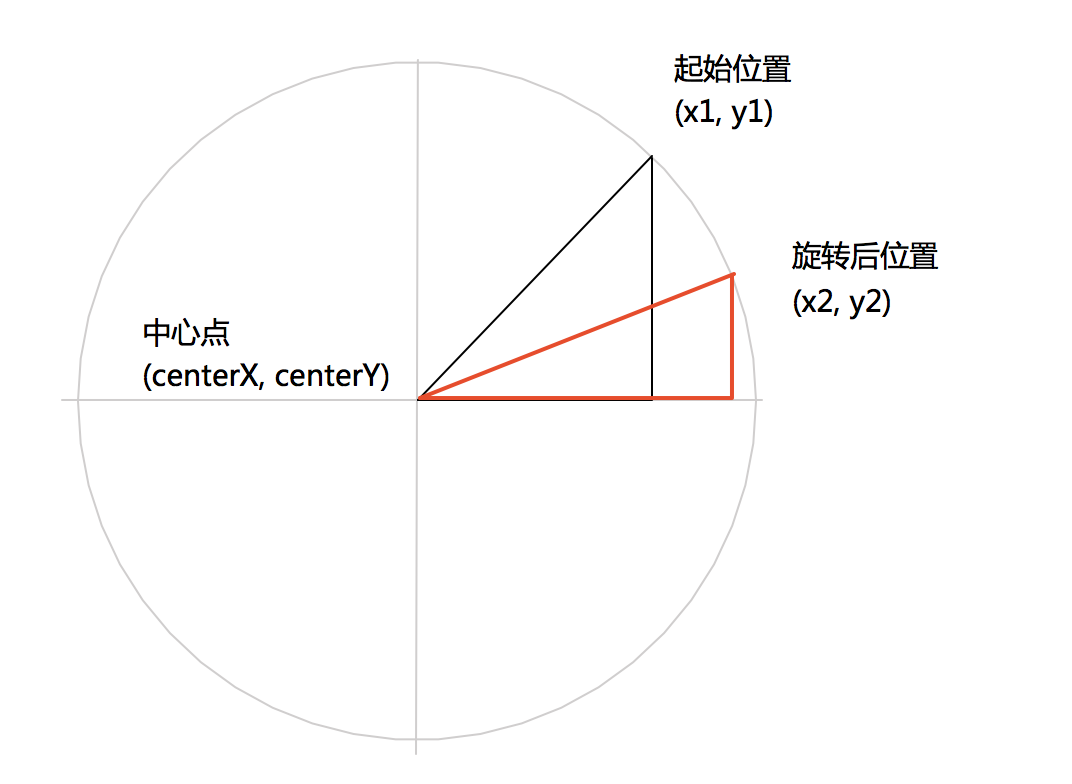 起始位置
(x1, y1)
旋转后位置
(x2, y2)
中心点
(centerX, centerY)